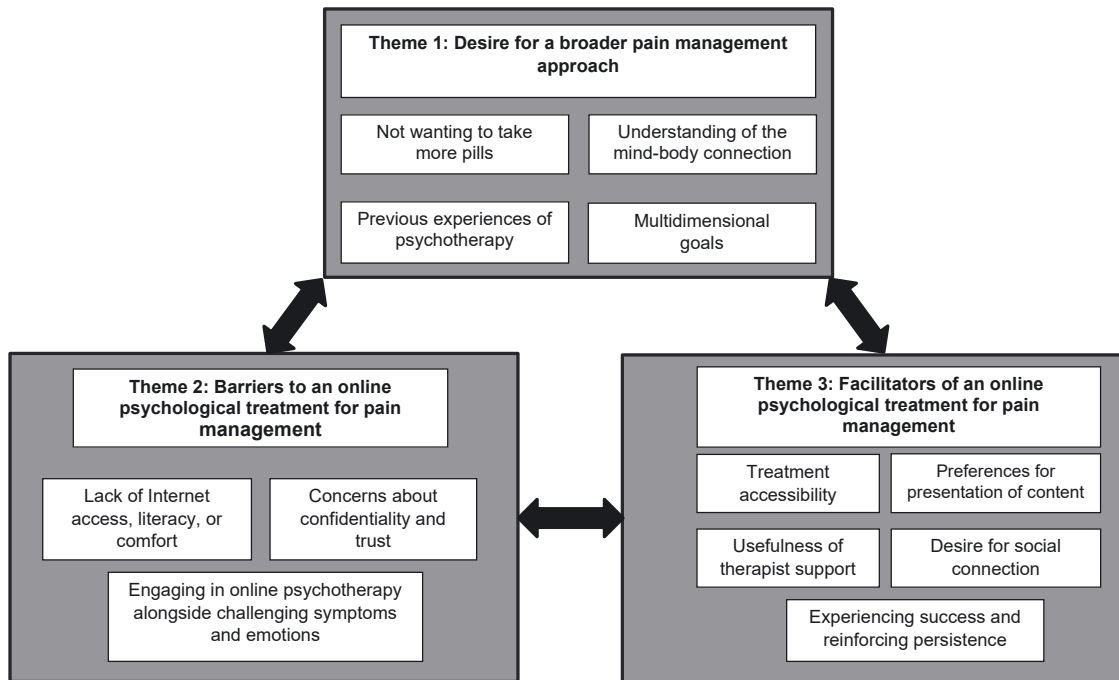 Theme 1: Desire for a broader pain management
approach
Not wanting to take
more pills
Understanding of the
mind-body connection
Previous experiences of
psychotherapy
Multidimensional
goals
Theme 2: Barriers to an online
psychological treatment for pain
management
Lack of Internet
access, literacy, or
comfort
Concerns about
confidentiality and
trust
Engaging in online psychotherapy
alongside challenging symptoms
and emotions
Theme 3: Facilitators of an online
psychological treatment for pain
management
Treatment
accessibility
Preferences for
presentation of content
Usefulness of
therapist support
Desire for social
connection
Experiencing success and
reinforcing persistence